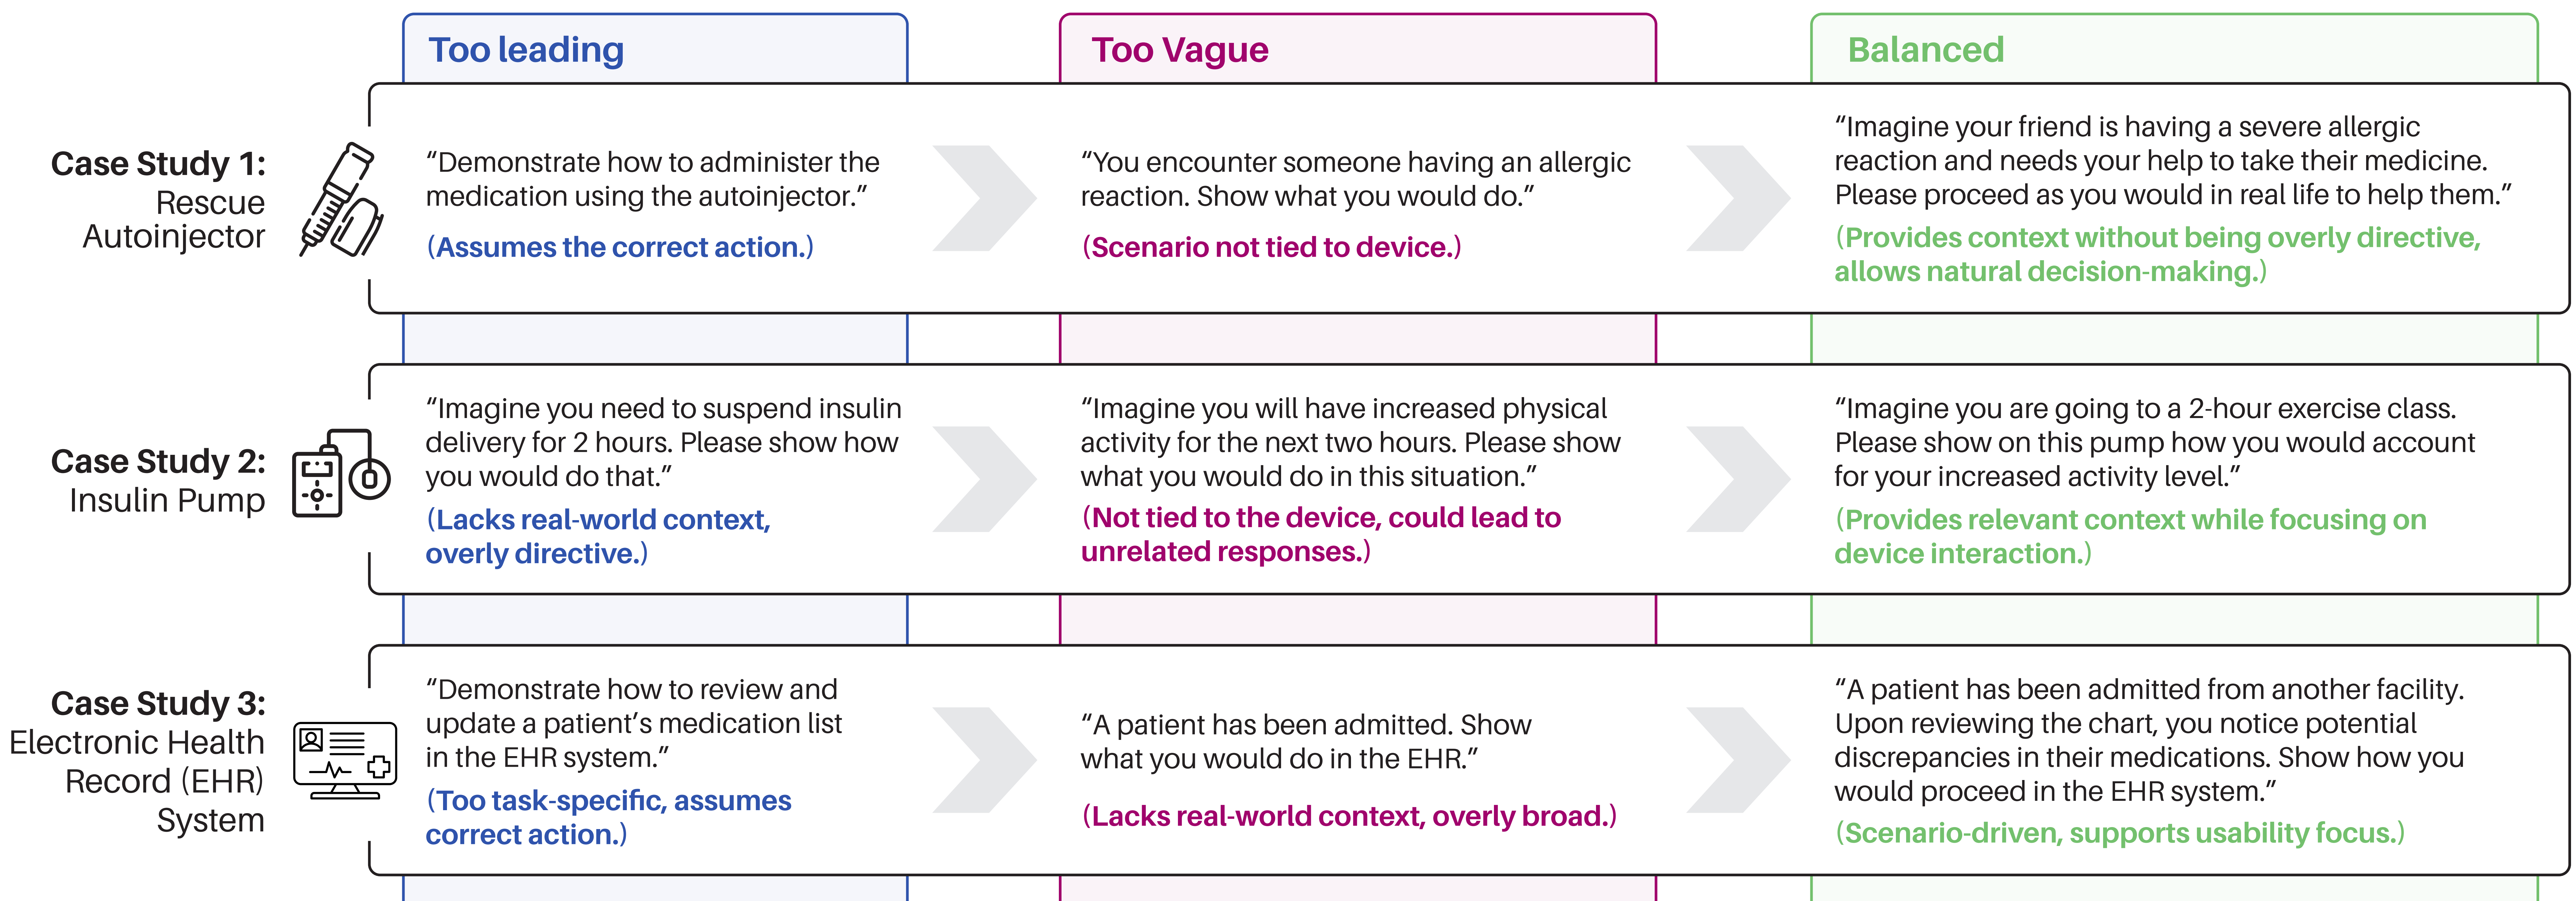 Too leading
Too Vague
Balanced
Case Study 1:
Rescue
Autoinjector
“Demonstrate how to administer the
medication using the autoinjector.”
(Assumes the correct action.)
“You encounter someone having an allergic
reaction. Show what you would do.”
(Scenario not tied to device.)
“Imagine your friend is having a severe allergic
reaction and needs your help to take their medicine.
Please proceed as you would in real life to help them.”
(Provides context without being overly directive,
allows natural decision-making.)
Case Study 2:
Insulin Pump
“Imagine you need to suspend insulin
delivery for 2 hours. Please show how
you would do that.”
(Lacks real-world context,
overly directive.)
“Imagine you will have increased physical
activity for the next two hours. Please show
what you would do in this situation.”
(Not tied to the device, could lead to
unrelated responses.)
“Imagine you are going to a 2-hour exercise class.
Please show on this pump how you would account
for your increased activity level.”
(Provides relevant context while focusing on
device interaction.)
Case Study 3:
Electronic Health
Record (EHR)
System
“Demonstrate how to review and
update a patient’s medication list
in the EHR system.”
(Too task-specific, assumes
correct action.)
“A patient has been admitted. Show
what you would do in the EHR.”
(Lacks real-world context, overly broad.)
“A patient has been admitted from another facility.
Upon reviewing the chart, you notice potential
discrepancies in their medications. Show how you
would proceed in the EHR system.”
(Scenario-driven, supports usability focus.)